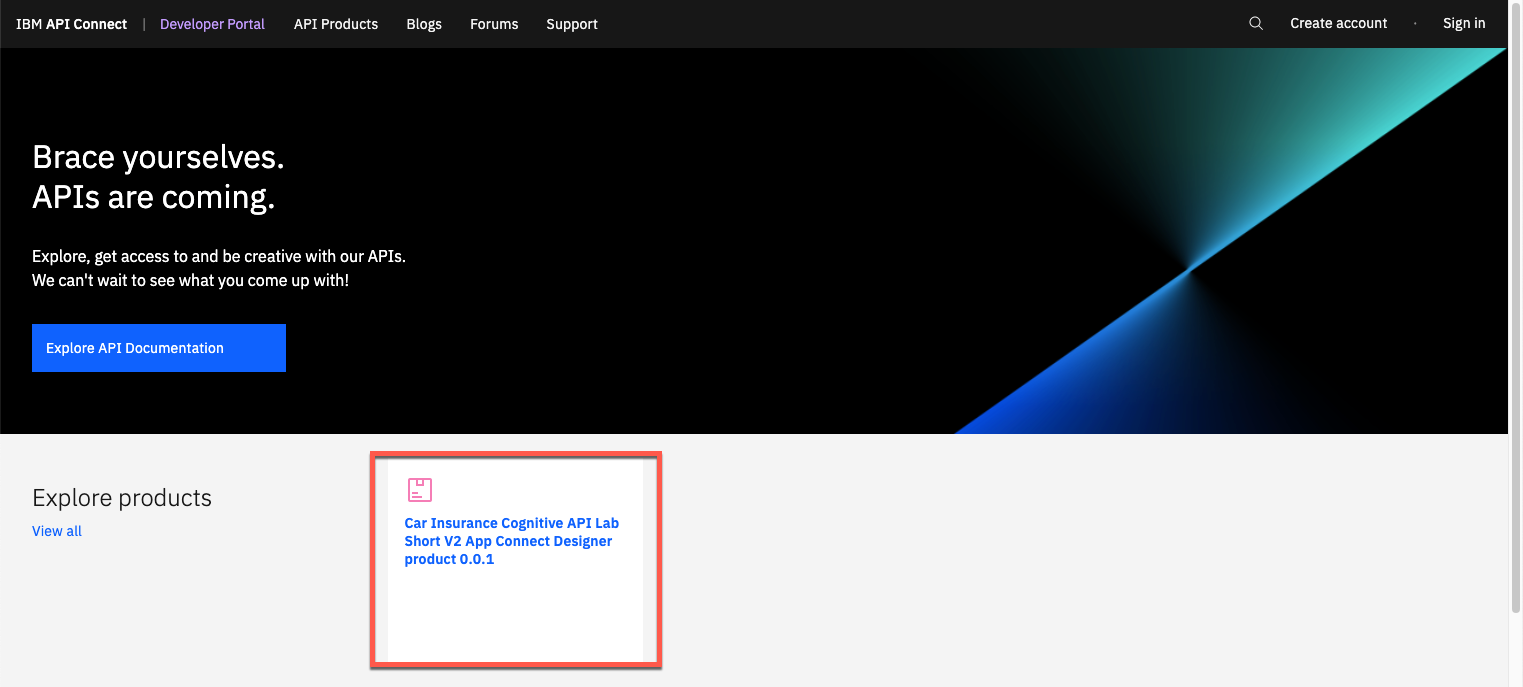 IBM API Connect | Developer Portal API Products Blogs Forums Support Create account · Sign in
Brace yourselves.
APIs are coming.
Explore, get access to and be creative with our APIs.
We can't wait to see what you come up with!
Explore API Documentation
Explore products
View all
Car Insurance Cognitive API Lab
Short V2 App Connect Designer
product 0.0.1